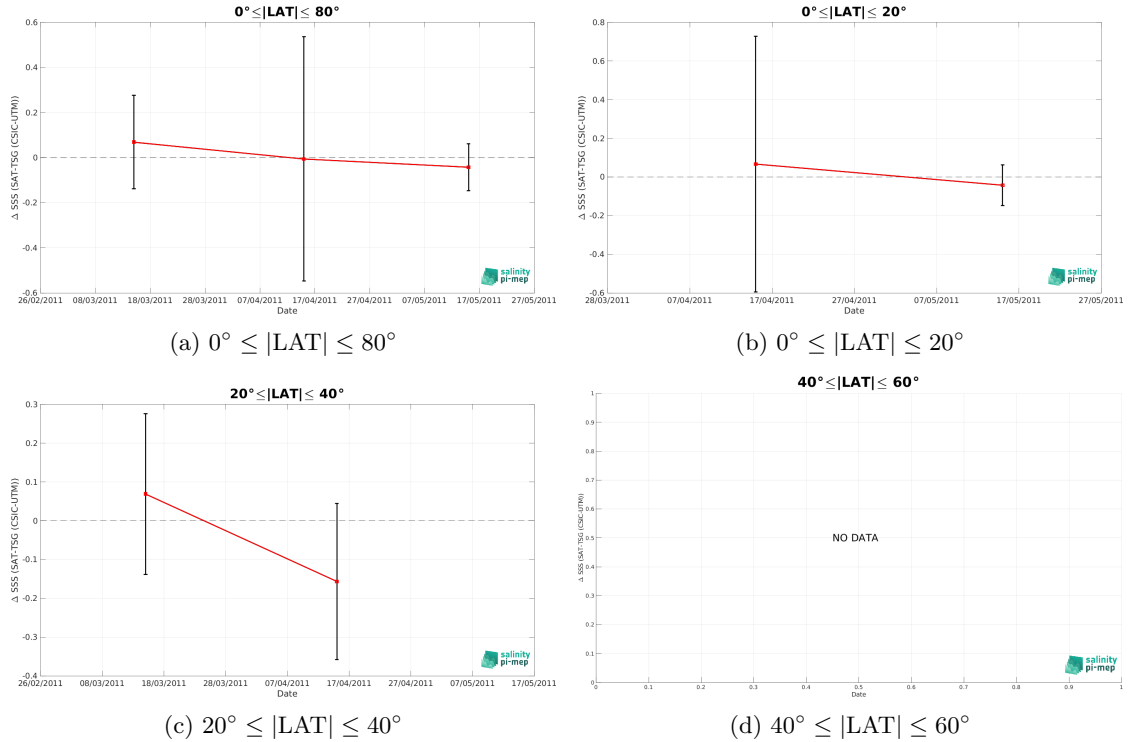 0°≤|LAT|≤ 80°
0.6
0.4
0.2
0
-0.2
-0.4
-0.6
Δ SSS (SAT-TSG (CSIC-UTM))
26/02/2011 08/03/2011 18/03/2011 28/03/2011 07/04/2011 17/04/2011 27/04/2011 07/05/2011 17/05/2011 27/05/2011
Date
salinity
pi-mep
(a) 0° ≤ |LAT| ≤ 80°
0°≤|LAT|≤ 20°
0.8
0.6
0.4
0.2
0
-0.2
-0.4
-0.6
Δ SSS (SAT-TSG (CSIC-UTM))
28/03/2011 07/04/2011 17/04/2011 27/04/2011 07/05/2011 17/05/2011 27/05/2011
Date
salinity
pi-mep
(b) 0° ≤ |LAT| ≤ 20°
20°≤|LAT|≤ 40°
0.3
0.2
0.1
0
-0.1
-0.2
-0.3
-0.4
Δ SSS (SAT-TSG (CSIC-UTM))
26/02/2011 08/03/2011 18/03/2011 28/03/2011 07/04/2011 17/04/2011 27/04/2011 07/05/2011 17/05/2011
Date
salinity
pi-mep
(c) 20° ≤ |LAT| ≤ 40°
40°≤|LAT|≤ 60°
1
0.9
0.8
0.7
0.6
0.5
0.4
0.3
0.2
0.1
0
Δ SSS (SAT-TSG (CSIC-UTM))
NO DATA
0 0.1 0.2 0.3 0.4 0.5 0.6 0.7 0.8 0.9 1
Date
salinity
pi-mep
(d) 40° ≤ |LAT| ≤ 60°